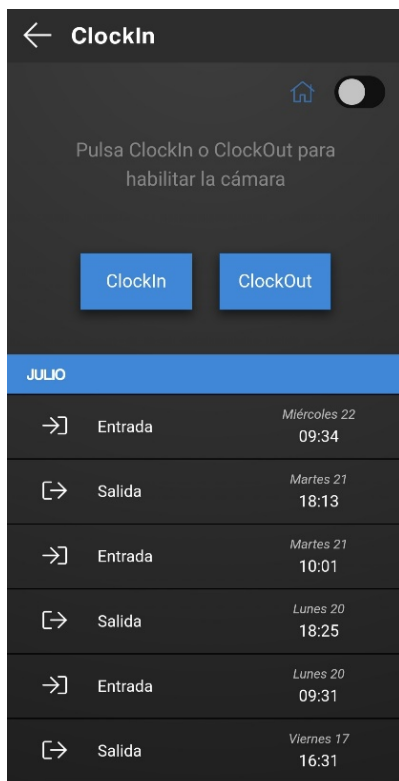 ClockIn
Pulsa ClockIn o ClockOut para
habilitar la cámara
ClockIn
ClockOut
JULIO
Entrada
Miércoles 22
09:34
Salida
Martes 21
18:13
Entrada
Martes 21
10:01
Salida
Lunes 20
18:25
Entrada
Lunes 20
09:31
Salida
Viernes 17
16:31